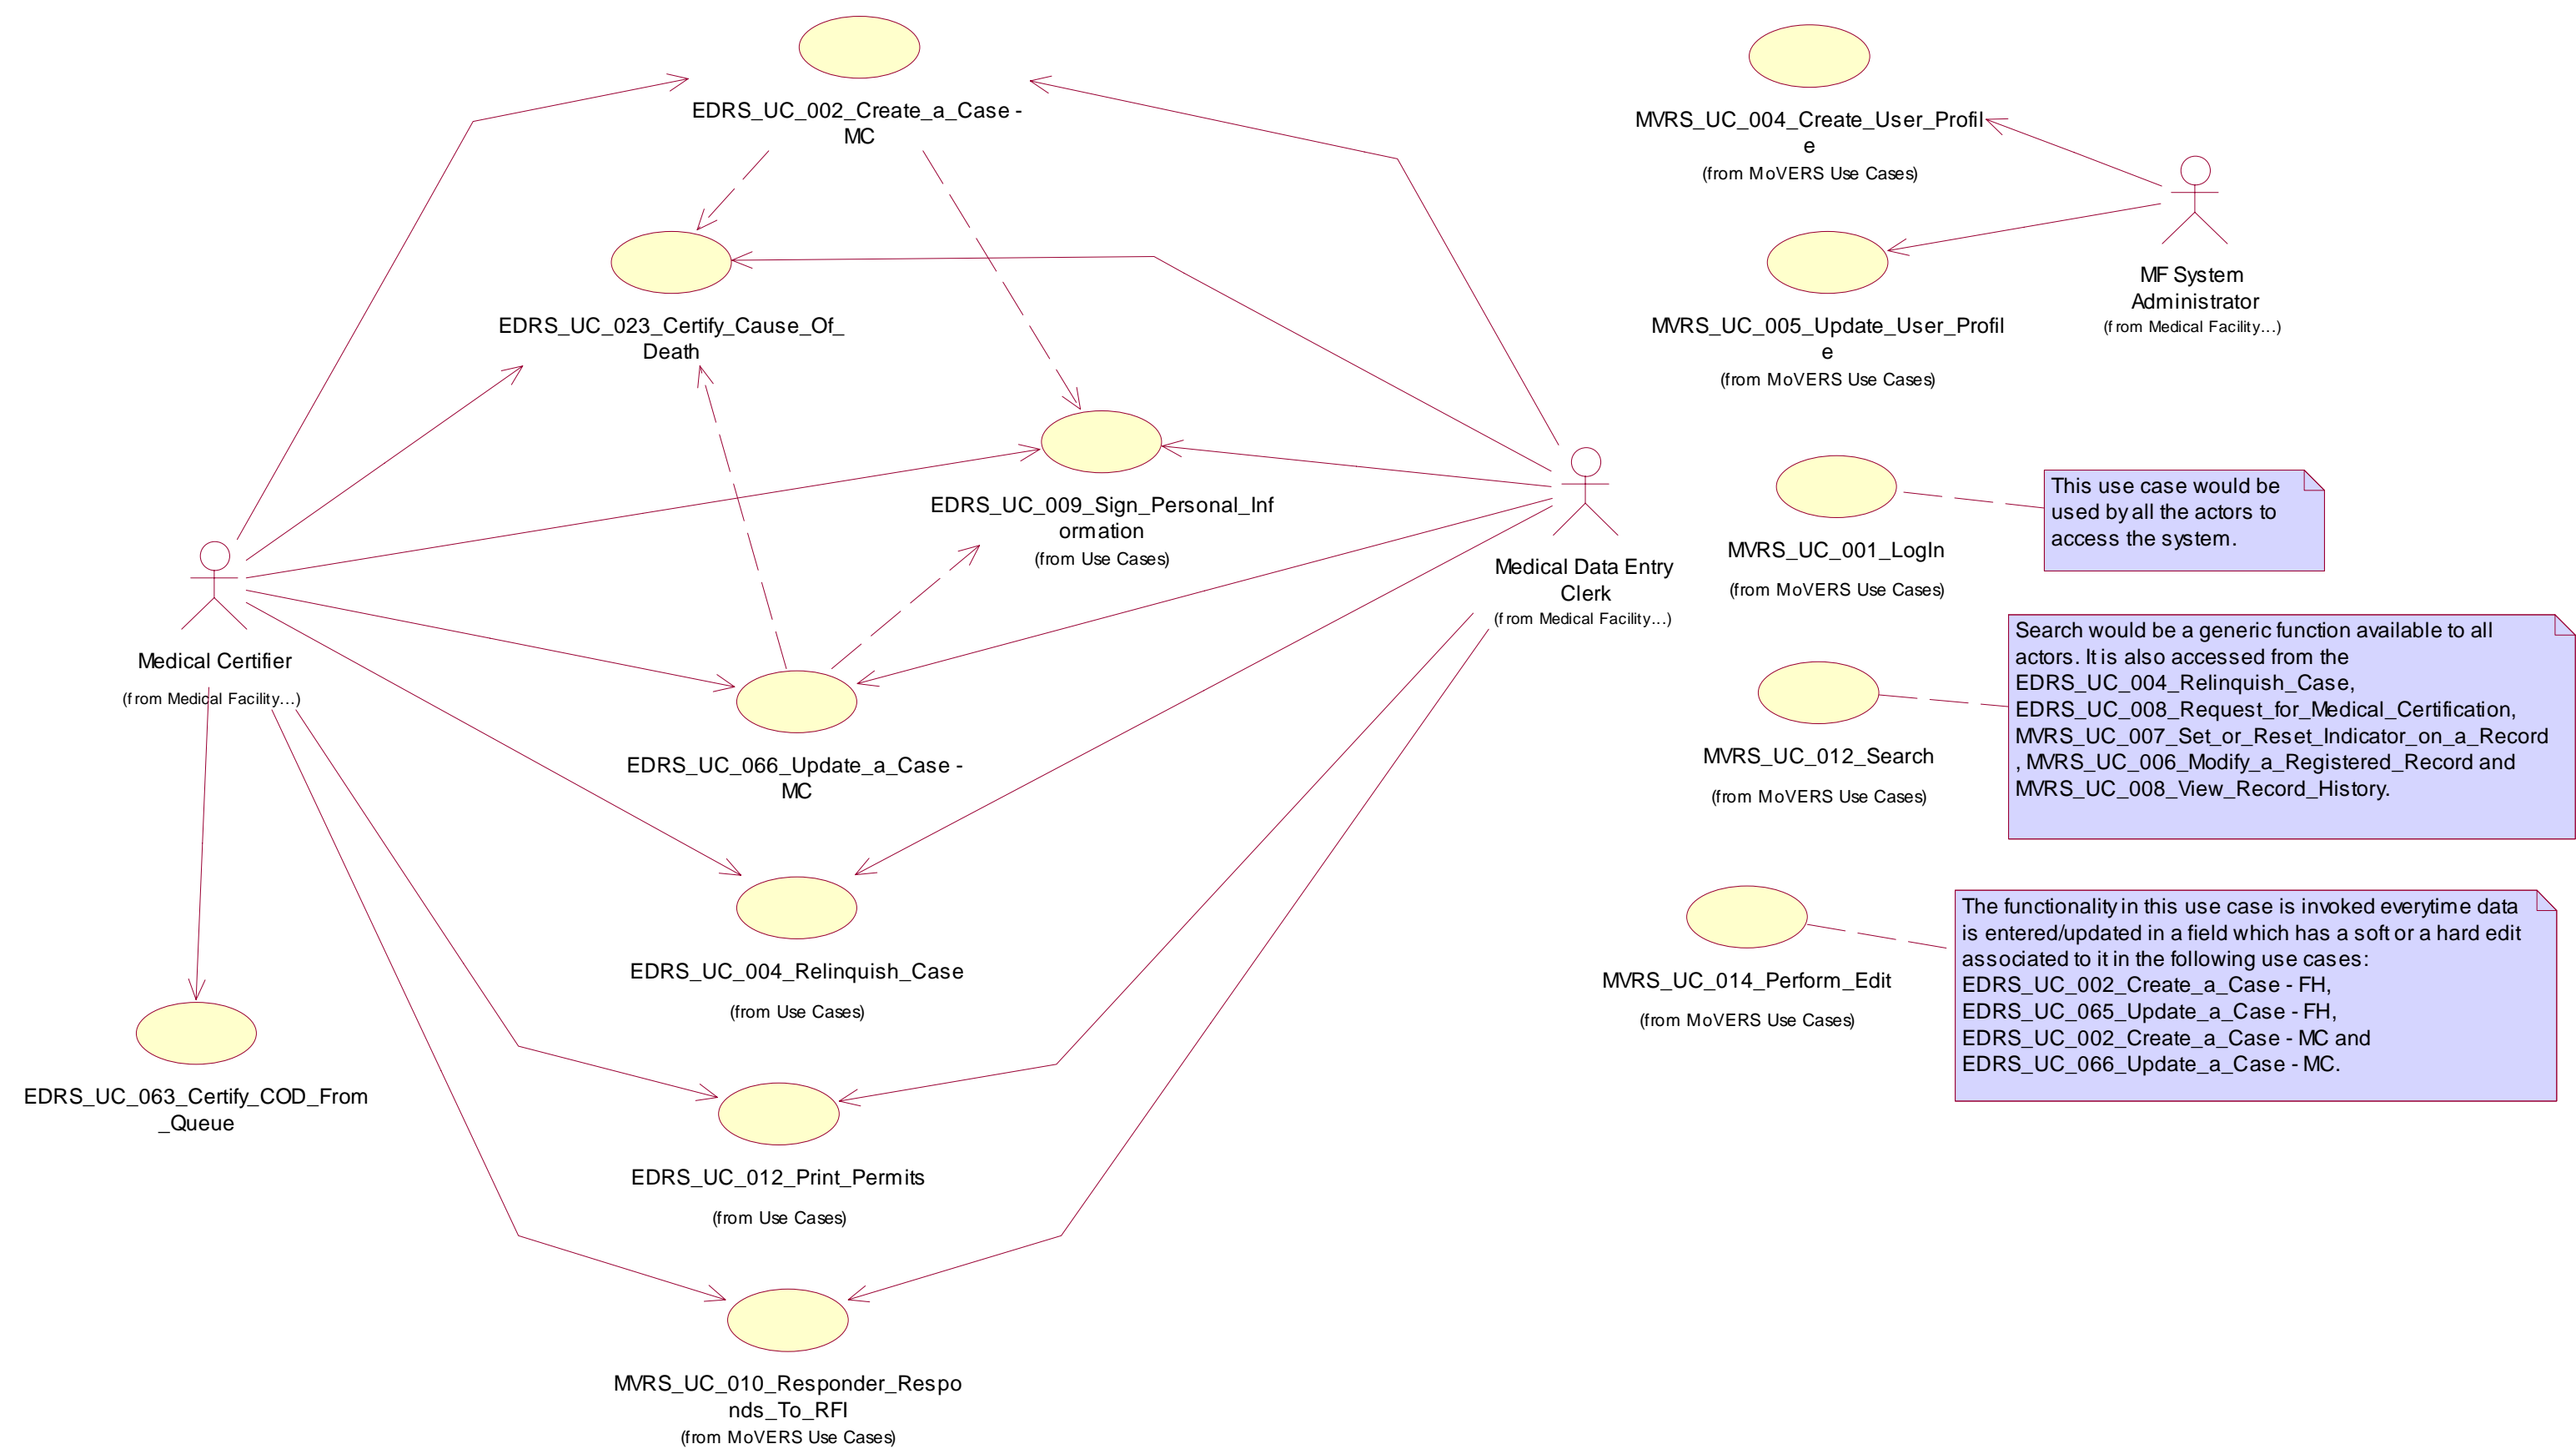 EDRS_UC_002_Create_a_Case -
MC
EDRS_UC_023_Certify_Cause_Of_
Death
EDRS_UC_009_Sign_Personal_Inf
ormation
(from Use Cases)
Medical Certifier
(from Medical Facility...)
Medical Data Entry
Clerk
(from Medical Facility...)
EDRS_UC_066_Update_a_Case -
MC
EDRS_UC_004_Relinquish_Case
(from Use Cases)
EDRS_UC_063_Certify_COD_From
_Queue
EDRS_UC_012_Print_Permits
(from Use Cases)
MVRS_UC_010_Responder_Respo
nds_To_RFI
(from MoVERS Use Cases)
MVRS_UC_004_Create_User_Profil
e
(from MoVERS Use Cases)
MF System
Administrator
(from Medical Facility...)
MVRS_UC_005_Update_User_Profil
e
(from MoVERS Use Cases)
MVRS_UC_001_LogIn
(from MoVERS Use Cases)
This use case would be
used by all the actors to
access the system.
MVRS_UC_012_Search
(from MoVERS Use Cases)
Search would be a generic function available to all
actors. It is also accessed from the
EDRS_UC_004_Relinquish_Case,
EDRS_UC_008_Request_for_Medical_Certification,
MVRS_UC_007_Set_or_Reset_Indicator_on_a_Record
, MVRS_UC_006_Modify_a_Registered_Record and
MVRS_UC_008_View_Record_History.
MVRS_UC_014_Perform_Edit
(from MoVERS Use Cases)
The functionality in this use case is invoked everytime data
is entered/updated in a field which has a soft or a hard edit
associated to it in the following use cases:
EDRS_UC_002_Create_a_Case - FH,
EDRS_UC_065_Update_a_Case - FH,
EDRS_UC_002_Create_a_Case - MC and
EDRS_UC_066_Update_a_Case - MC.